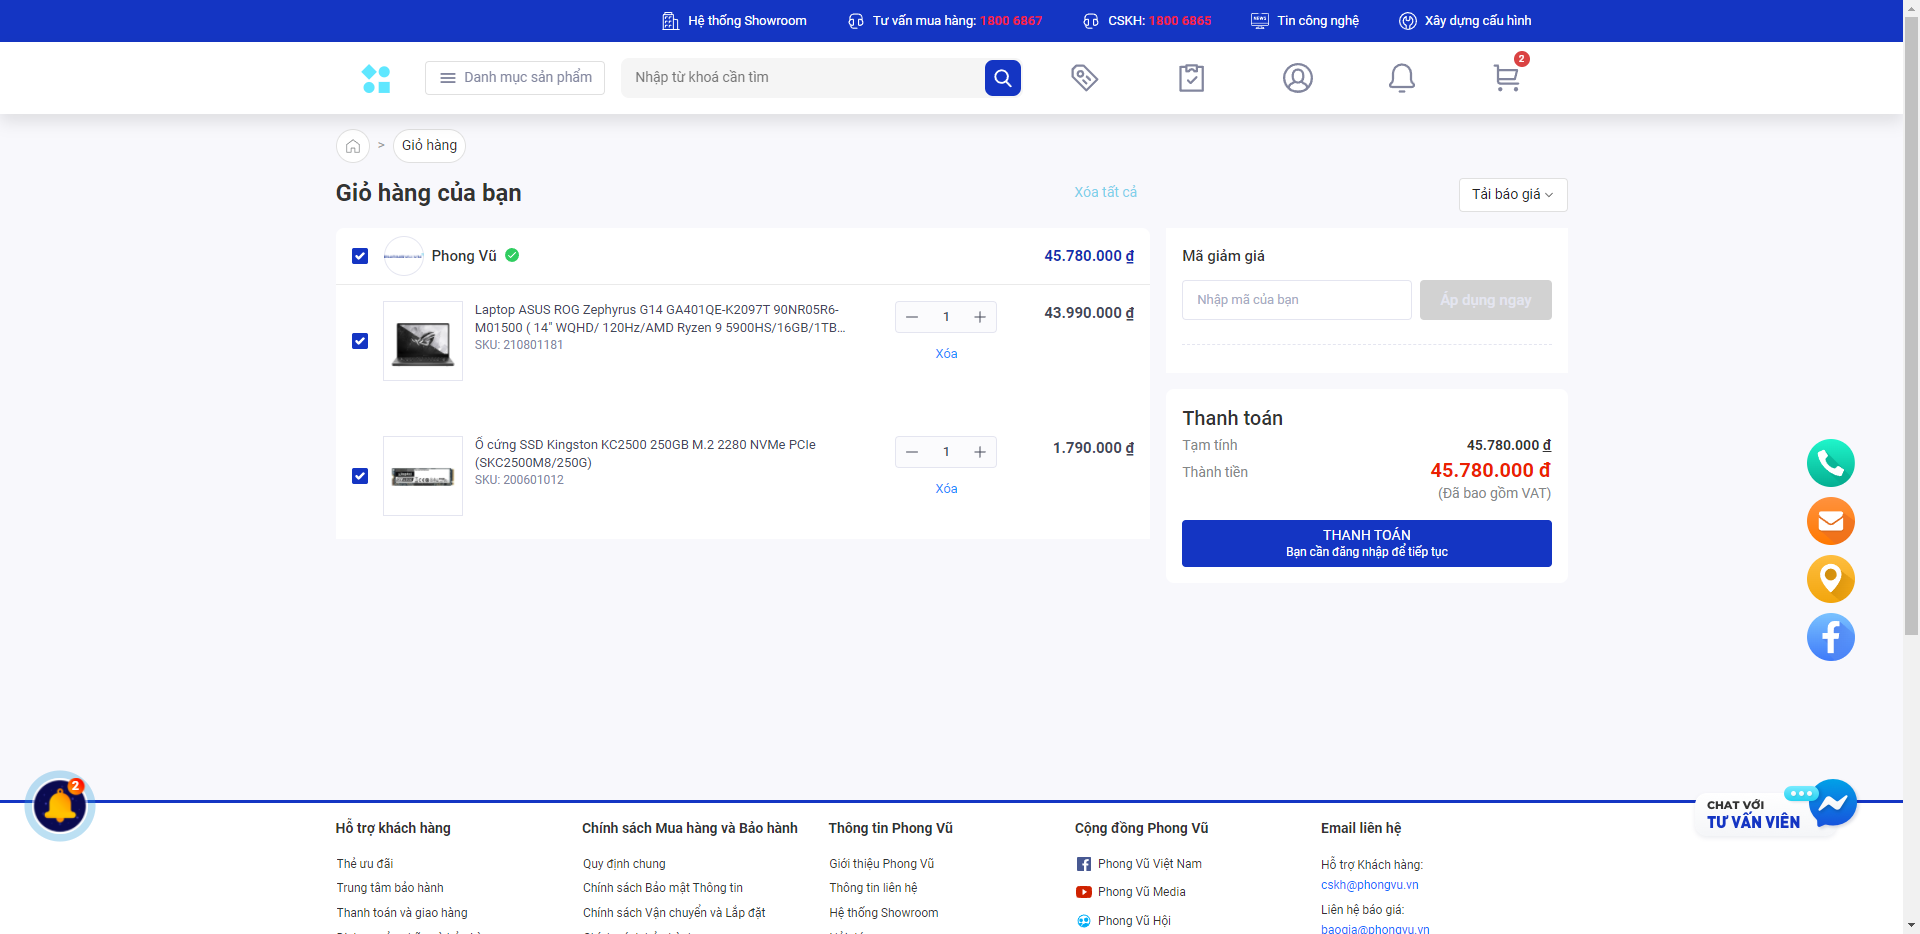 Hệ thống Showroom
Tư vấn mua hàng: 1800 6867
CSKH: 1800 6865
NEWS
Tin công nghệ
Xây dựng cấu hình
Danh mục sản phẩm
Nhập từ khoá cần tìm
2
> Giỏ hàng
Giỏ hàng của bạn
Xóa tất cả
Tải báo giá
Phong Vũ
45.780.000 ₫
Laptop ASUS ROG Zephyrus G14 GA401QE-K2097T 90NR05R6-
M01500 ( 14" WQHD/ 120Hz/AMD Ryzen 9 5900HS/16GB/1TB...
SKU: 210801181
1
Xóa
43.990.000 ₫
Ổ cứng SSD Kingston KC2500 250GB M.2 2280 NVMe PCIe
(SKC2500M8/250G)
SKU: 200601012
1
Xóa
1.790.000 ₫
Mã giảm giá
Nhập mã của bạn
Áp dụng ngay
Thanh toán
Tạm tính
45.780.000 ₫
Thành tiền
45.780.000 ₫
(Đã bao gồm VAT)
THANH TOÁN
Bạn cần đăng nhập để tiếp tục
2
CHAT VỚI
TƯ VẤN VIÊN
Hỗ trợ khách hàng
Thẻ ưu đãi
Trung tâm bảo hành
Thanh toán và giao hàng
Chính sách Mua hàng và Bảo hành
Quy định chung
Chính sách Bảo mật Thông tin
Chính sách Vận chuyển và Lắp đặt
Thông tin Phong Vũ
Giới thiệu Phong Vũ
Thông tin liên hệ
Hệ thống Showroom
Cộng đồng Phong Vũ
Phong Vũ Việt Nam
Phong Vũ Media
Phong Vũ Hội
Email liên hệ
Hỗ trợ Khách hàng:
cskh@phongvu.vn
Liên hệ báo giá:
baogia@phongvu.vn